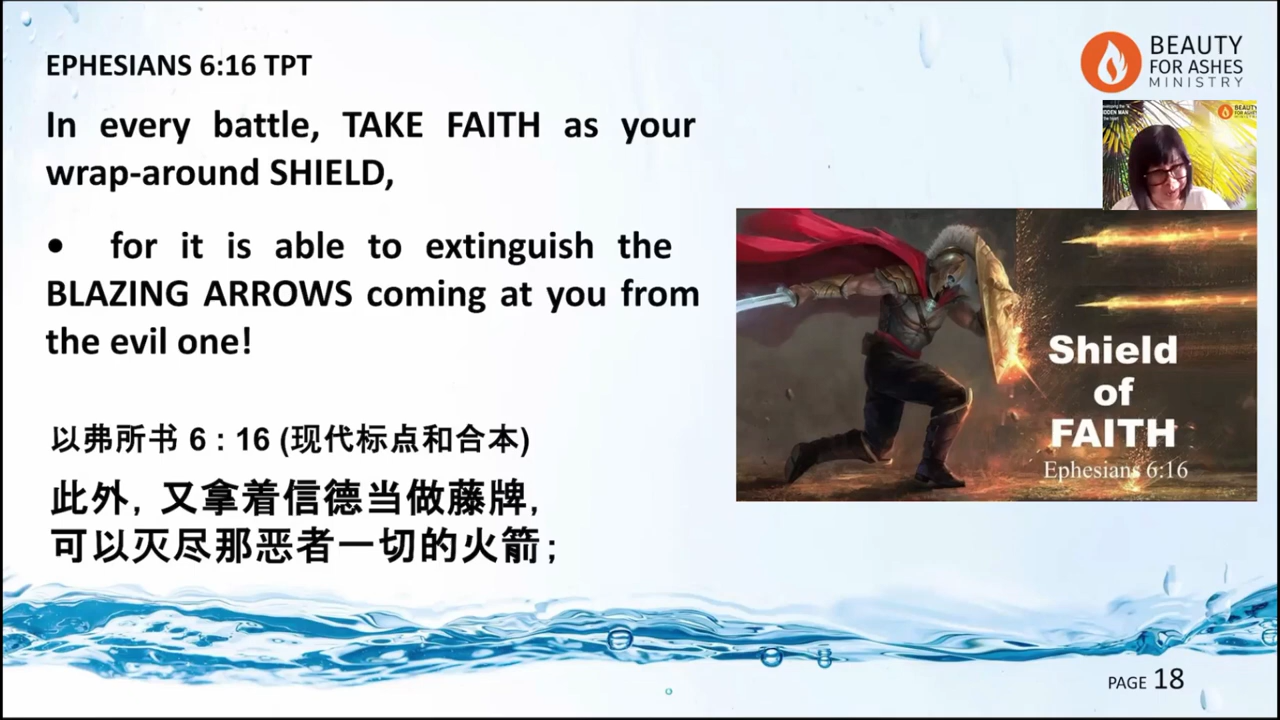 EPHESIANS 6:16 TPT
In every battle, TAKE FAITH as your
wrap-around SHIELD,
• for it is able to extinguish the
BLAZING ARROWS coming at you from
the evil one!
以弗所书 6 : 16 (现代标点和合本)
此外, 又拿着信德当做藤牌,
可以灭尽那恶者一切的火箭;
BEAUTY
FOR ASHES
MINISTRY
BEAUTY
Shield
of
FAITH
Ephesians 6:16
PAGE 18